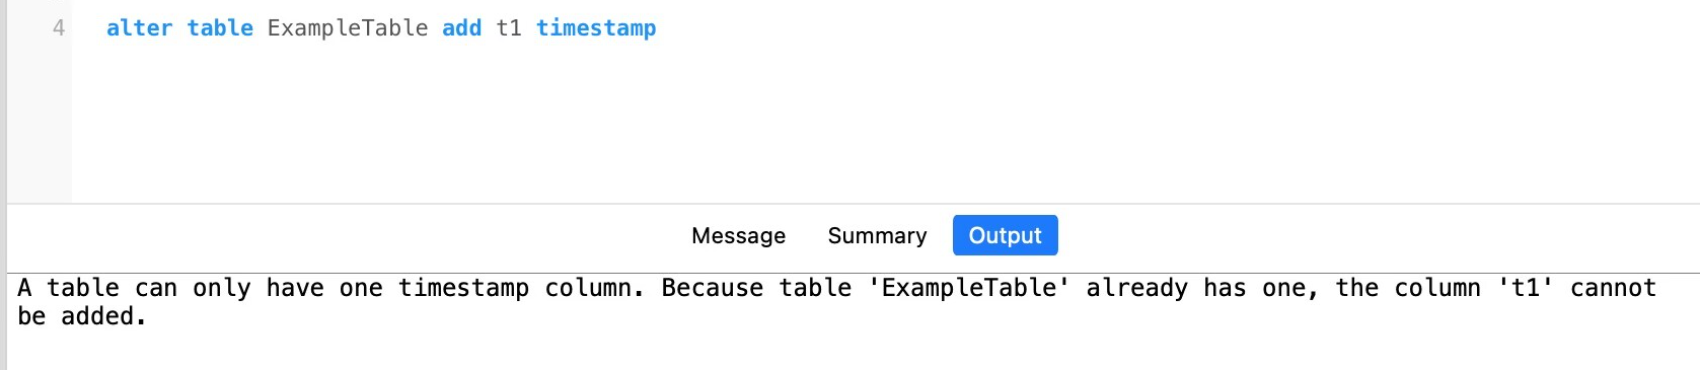 4 alter table ExampleTable add t1 timestamp
Message Summary Output
A table can only have one timestamp column. Because table 'ExampleTable' already has one, the column 't1' cannot
be added.